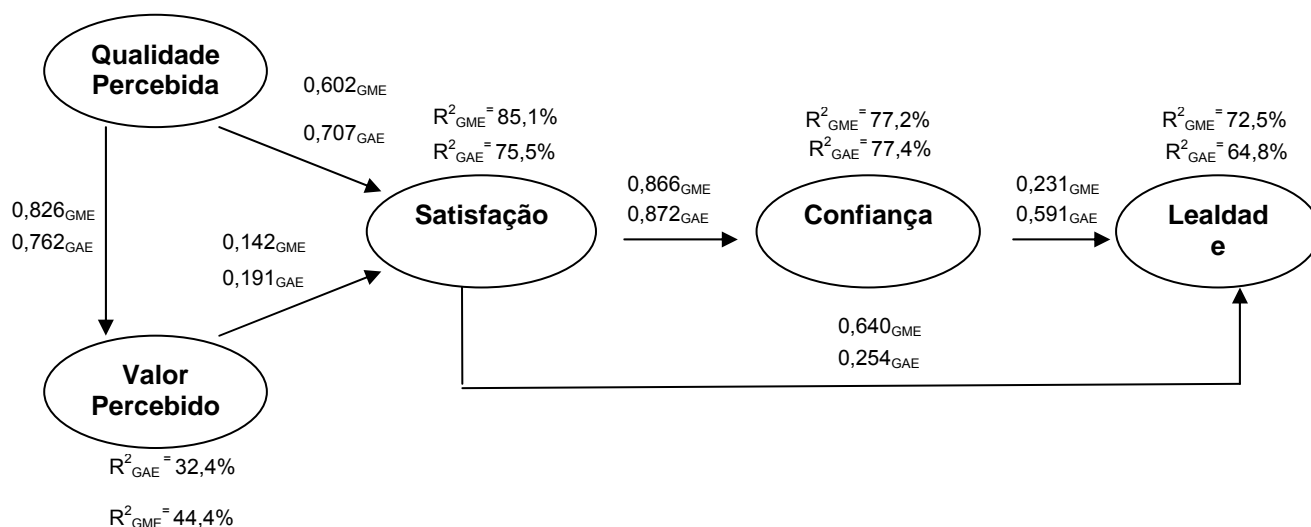 Qualidade
Percebida
0,602GME
0,707GAE
R²GME = 85,1%
R²GAE = 75,5%
R²GME = 77,2%
R²GAE = 77,4%
R²GME = 72,5%
R²GAE = 64,8%
0,826GME
0,762GAE
Satisfação
0,866GME
0,872GAE
Confiança
0,231GME
0,591GAE
Lealdad
e
0,142GME
0,191GAE
0,640GME
0,254GAE
Valor
Percebido
R²GAE = 32,4%
R²GME = 44,4%